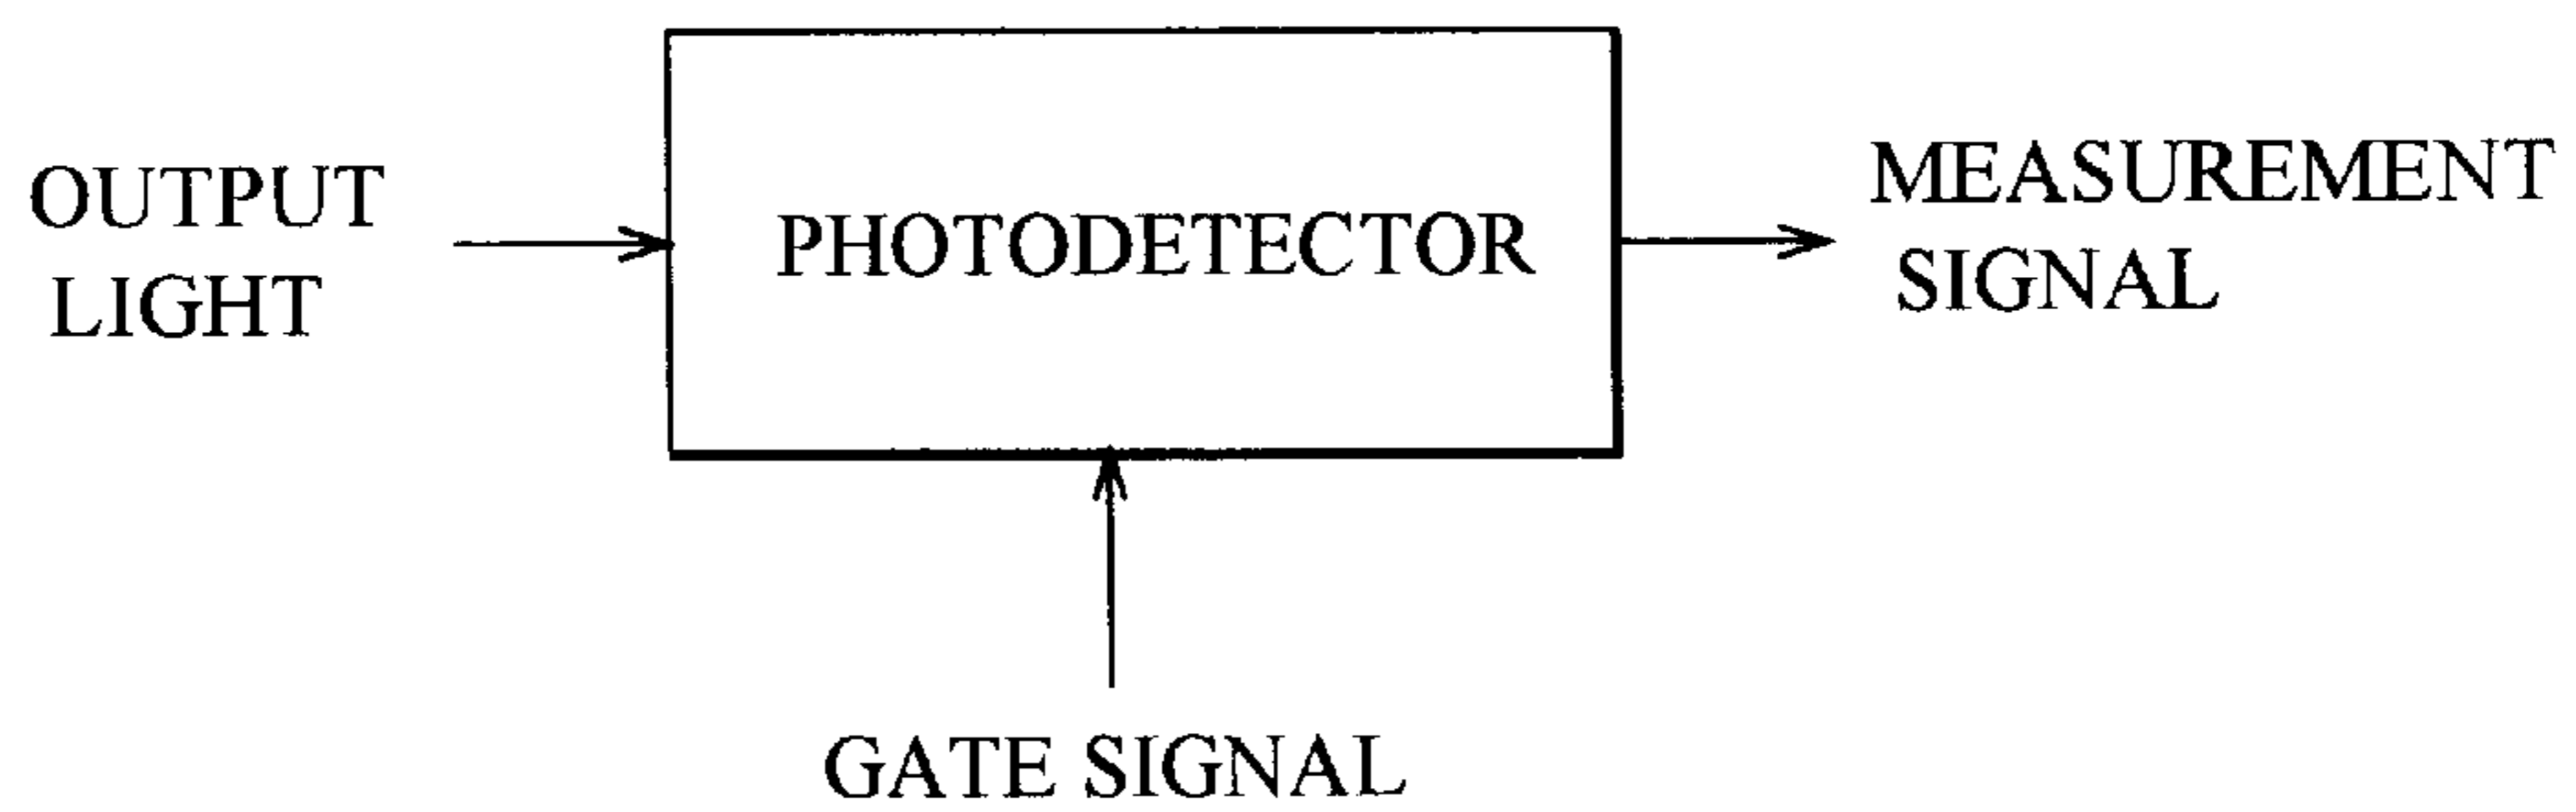 OUTPUT
LIGHT
PHOTODETECTOR
MEASUREMENT
SIGNAL
GATE SIGNAL